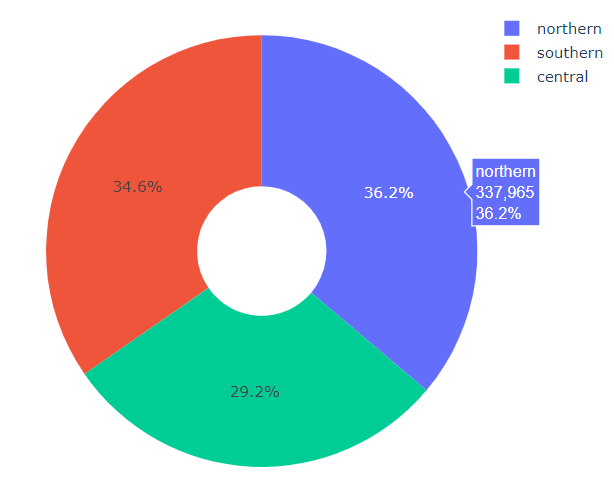 northern
southern
central
34.6%
36.2%
northern
337,965
36.2%
29.2%